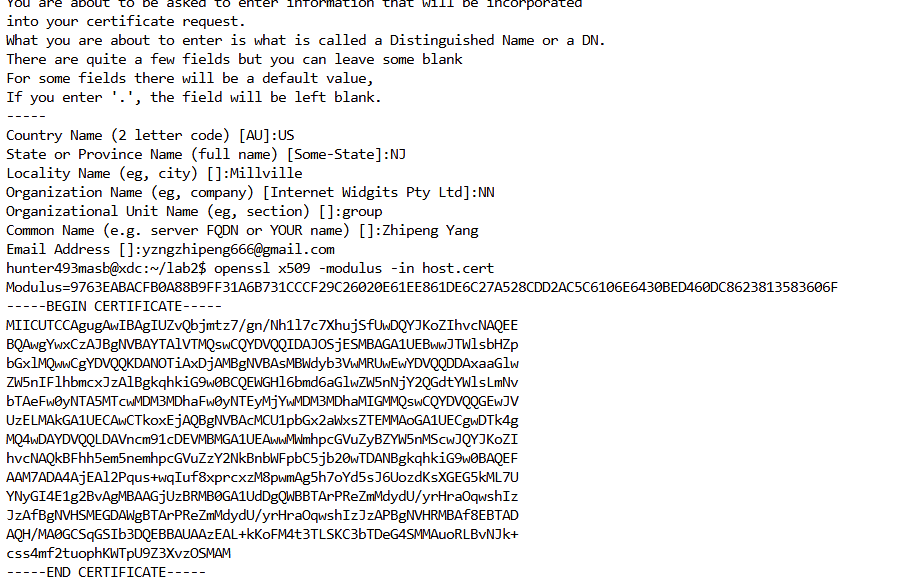 You are about to be asked to enter information that will be incorporated
into your certificate request.
What you are about to enter is what is called a Distinguished Name or a DN.
There are quite a few fields but you can leave some blank
For some fields there will be a default value,
If you enter '.', the field will be left blank.
-----
Country Name (2 letter code) [AU]:US
State or Province Name (full name) [Some-State]:NJ
Locality Name (eg, city) []:Millville
Organization Name (eg, company) [Internet Widgits Pty Ltd]:NN
Organizational Unit Name (eg, section) []:group
Common Name (e.g. server FQDN or YOUR name) []:Zhipeng Yang
Email Address []:yzngzhipeng666@gmail.com
hunter493masb@xdc:~/lab2$ openssl x509 -modulus -in host.cert
Modulus=9763EABACFB0A88B9FF31A6B731CCCF29C26020E61EE861DE6C27A528CDD2AC5C6106E6430BED460DC8623813583606F
-----BEGIN CERTIFICATE-----
MIICUTCCAgugAwIBAgIUZvQbjmtz7/gn/Nh1l7c7XhujSfUwDQYJKoZIhvcNAQEE
BQAwgYwxCzAJBgNVBAYTAlVTMQswCQYDVQQIDAJOSjESMBAGA1UEBwwJTWlsbHZp
bGxlMQwwCgYDVQQKDANOTiAxDjAMBgNVBAsMBWdyb3VwMRUwEwYDVQQDDAxaaGlw
ZW5nIFlhbmcxJzAlBgkqhkiG9w0BCQEWGHl6bmd6aGlwZW5nNjY2QGdtYWlsLmNv
bTAeFw0yNTA5MTcwMDM3MDhaFw0yNTEyMjYwMDM3MDhaMIGMMQswCQYDVQQGEwJV
UzELMAkGA1UECAwCTkoxEjAQBgNVBAcMCU1pbGx2aWxsZTEMMAoGA1UECgwDTk4g
MQ4wDAYDVQQLDAVncm91cDEVMBMGA1UEAwwMWmhpcGVuZyBZYW5nMScwJQYJKoZI
hvcNAQkBFhh5em5nemhpcGVuZzY2NkBnbWFpbC5jb20wTDANBgkqhkiG9w0BAQEF
AAM7ADA4AjEAl2Pqus+wqIuf8xprcxzM8pwmAg5h7oYd5sJ6UozdKsXGEG5kML7U
YNyGI4E1g2BvAgMBAAGjUzBRMB0GA1UdDgQWBBTArPReZmMdydU/yrHraOqwshIz
JzAfBgNVHSMEGDAWgBTArPReZmMdydU/yrHraOqwshIzJzAPBgNVHRMBAf8EBTAD
AQH/MA0GCSqGSIb3DQEBBAUAAzEAL+kKoFM4t3TLSKC3bTDeG4SMMAuoRLBvNJk+
css4mf2tuophKWTpU9Z3XvzOSMAM
-----END CERTIFICATE-----